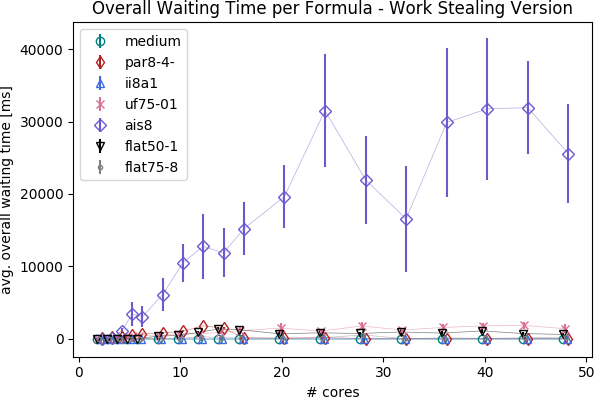 Overall Waiting Time per Formula - Work Stealing Version
avg. overall waiting time [ms]
40000
30000
20000
10000
0
medium
par8-4-
ii8a1
uf75-01
ais8
flat50-1
flat75-8
0 10 20 30 40 50
# cores